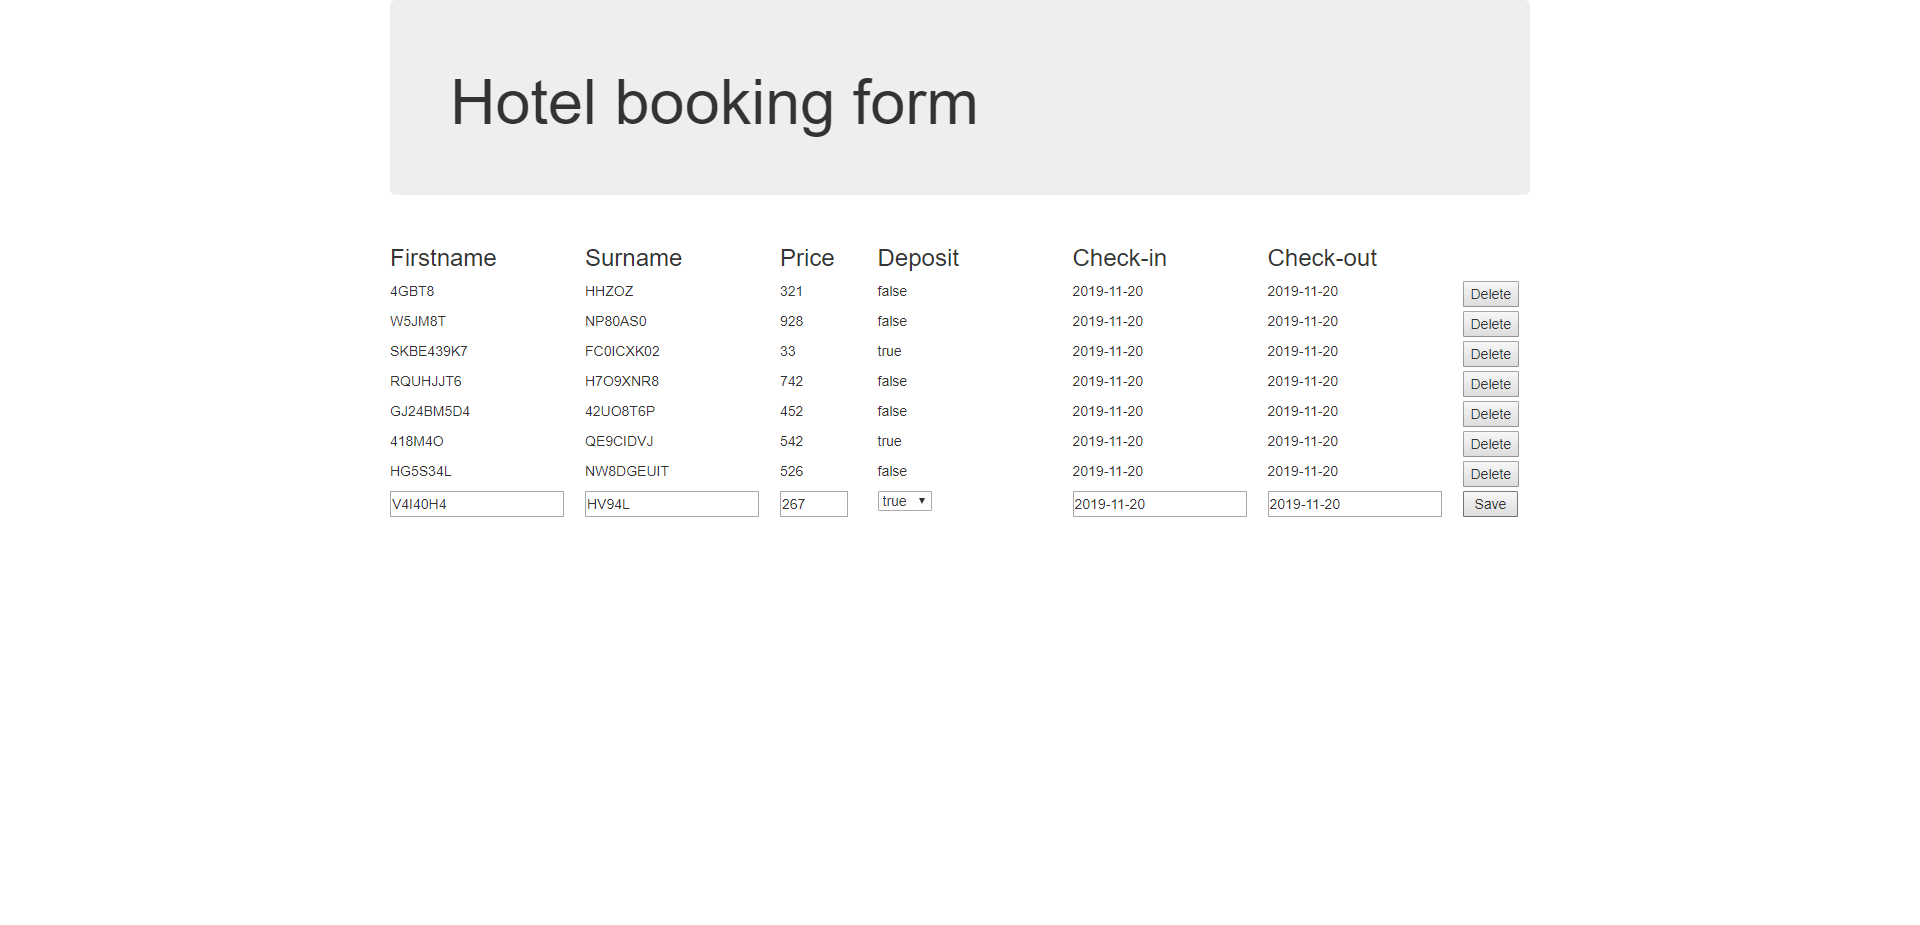 Hotel booking form
Firstname Surname Price Deposit Check-in Check-out
4GBT8 HHZOZ 321 false 2019-11-20 2019-11-20 Delete
W5JM8T NP80AS0 928 false 2019-11-20 2019-11-20 Delete
SKBE439K7 FC0ICXK02 33 true 2019-11-20 2019-11-20 Delete
RQUHJJT6 H7O9XNR8 742 false 2019-11-20 2019-11-20 Delete
GJ24BM5D4 42UO8T6P 452 false 2019-11-20 2019-11-20 Delete
418M4O QE9CIDVJ 542 true 2019-11-20 2019-11-20 Delete
HG5S34L NW8DGEUIT 526 false 2019-11-20 2019-11-20 Delete
V4I40H4 HV94L 267 true 2019-11-20 2019-11-20 Save